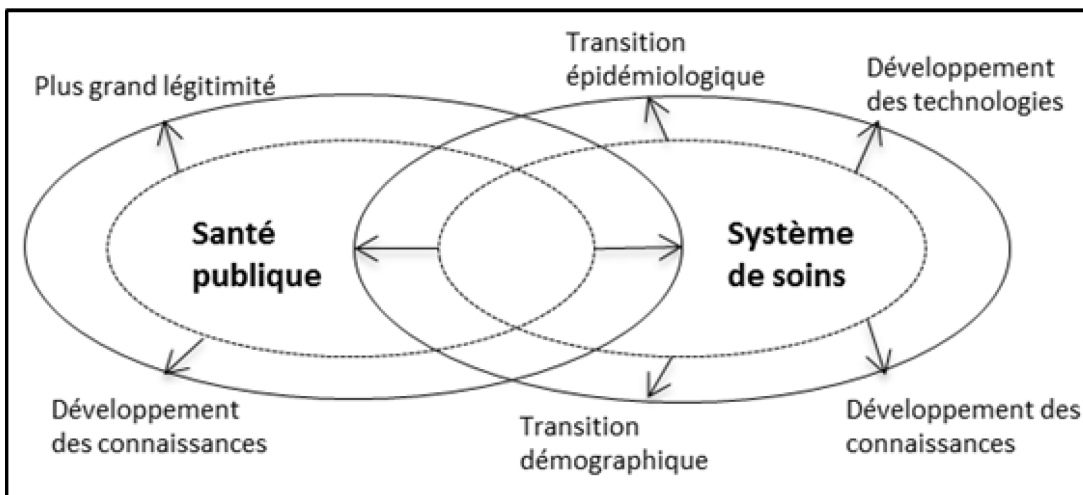 Transition
épidémiologique
Plus grand légitimité
Développement
des technologies
Santé
publique
Système
de soins
Développement
des connaissances
Transition
démographique
Développement des
connaissances